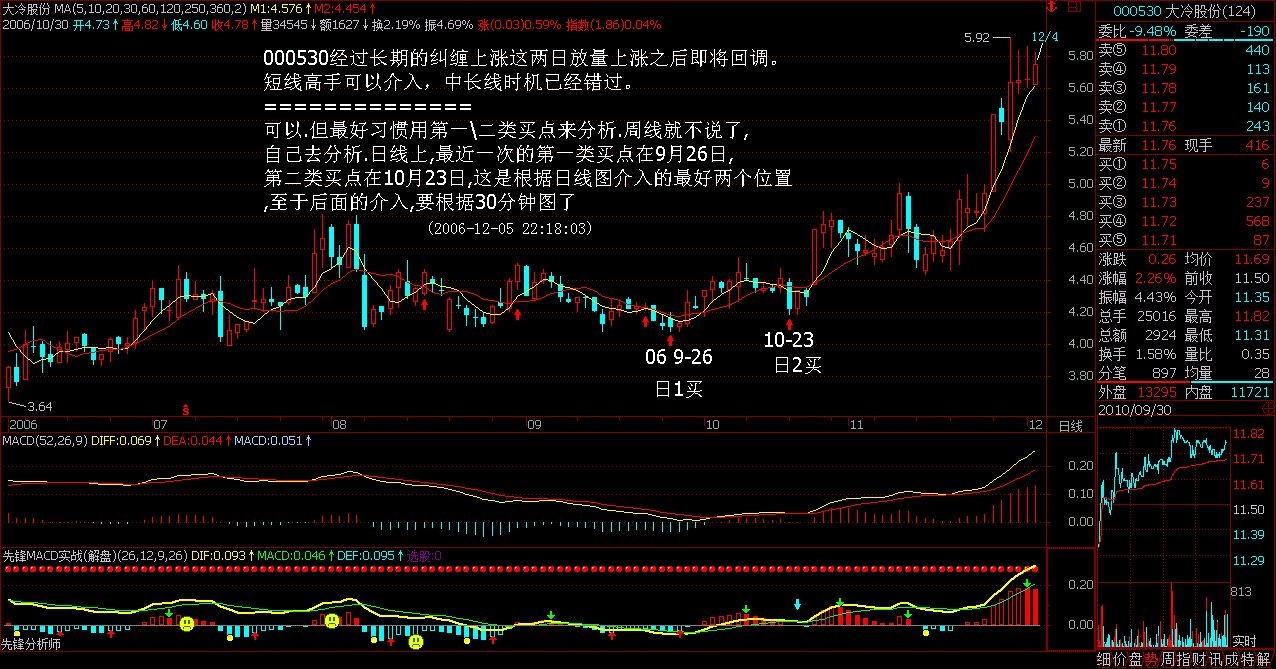 大冷股份 MA(5,10,20,30,60,120,250,360,2) M1:4.576↑ M2:4.454↑
2006/10/30 开4.73↑高4.82↓低4.60 收4.78↑量34545↓额1627↓换2.19% 振4.69% 涨(0.03)0.59% 指数(1.86)0.04%
000530经过长期的纠缠上涨这两日放量上涨之后即将回调。
短线高手可以介入，中长线时机已经错过。
==============
可以.但最好习惯用第一\二类买点来分析.周线就不说了,
自己去分析.日线上,最近一次的第一类买点在9月26日,
第二类买点在10月23日,这是根据日线图介入的最好两个位置
,至于后面的介入,要根据30分钟图了
(2006-12-05 22:18:03)
5.92
12/4
5.80
5.60
5.40
5.20
5.00
4.80
4.60
4.40
4.20
4.00
3.80
06 9-26
日1买
10-23
日2买
3.64
$
2006 07 08 09 10 11 12 日线
MACD(52,26,9) DIFF:0.069↑ DEA:0.044↑ MACD:0.051↑
0.20
0.10
0.00
先锋MACD实战(解盘)(26,12,9,26) DIF:0.093↑ MACD:0.046↑ DEF:0.095↑ 选股:0
0.20
0.00
先锋分析师
000530 大冷股份(124)
委比 -9.48% 委差 -190
卖⑤ 11.80 440
卖④ 11.79 113
卖③ 11.78 161
卖② 11.77 140
卖① 11.76 243
最新 11.76 现手 416
买① 11.75 6
买② 11.74 9
买③ 11.73 237
买④ 11.72 568
买⑤ 11.71 87
涨跌 0.26 均价 11.69
涨幅 2.26% 前收 11.50
振幅 4.43% 今开 11.35
总手 25016 最高 11.82
总额 2924 最低 11.31
换手 1.58% 量比 0.35
分笔 897 均量 28
外盘 13295 内盘 11721
2010/09/30
11.82
11.71
11.61
11.50
11.39
11.29
813
实时
细价盘势周指财讯成特解